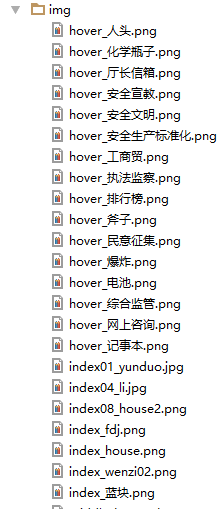 img
hover_人头.png
hover_化学瓶子.png
hover_厅长信箱.png
hover_安全宣教.png
hover_安全文明.png
hover_安全生产标准化.png
hover_工商贸.png
hover_执法监察.png
hover_排行榜.png
hover_斧子.png
hover_民意征集.png
hover_爆炸.png
hover_电池.png
hover_综合监管.png
hover_网上咨询.png
hover_记事本.png
index01_yunduo.jpg
index04_li.jpg
index08_house2.png
index_fdj.png
index_house.png
index_wenzi02.png
index_蓝块.png